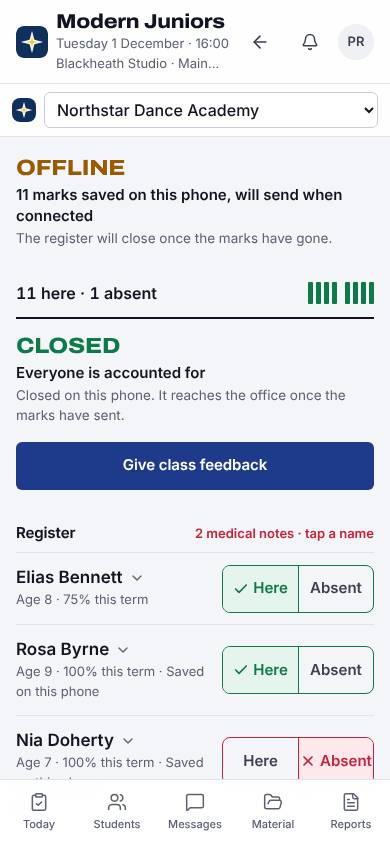 Modern Juniors
Tuesday 1 December · 16:00
Blackheath Studio · Main...
PR
Northstar Dance Academy
OFFLINE
11 marks saved on this phone, will send when
connected
The register will close once the marks have gone.
11 here · 1 absent
CLOSED
Everyone is accounted for
Closed on this phone. It reaches the office once the
marks have sent.
Give class feedback
Register
2 medical notes · tap a name
Elias Bennett
Here
Absent
Age 8 · 75% this term
Rosa Byrne
Here
Absent
Age 9 · 100% this term · Saved
on this phone
Nia Doherty
Here
Absent
Age 7 · 100% this term · Saved
Today
Students
Messages
Material
Reports